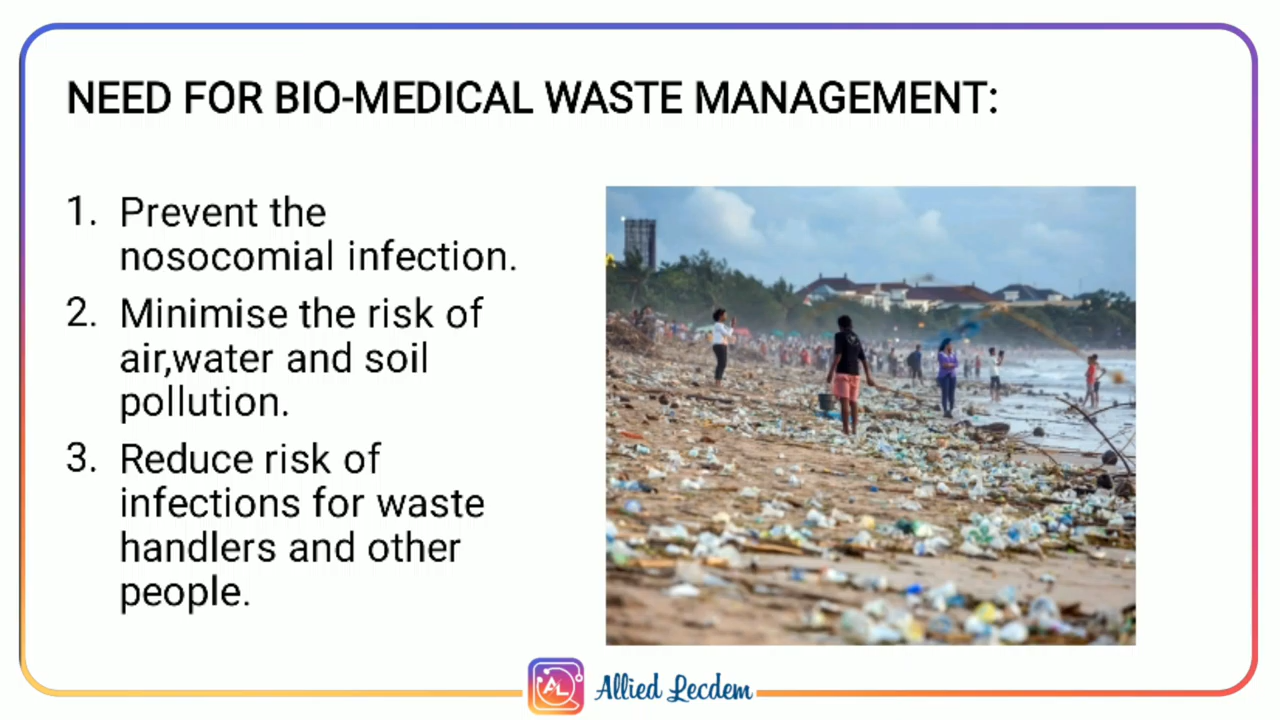 NEED FOR BIO-MEDICAL WASTE MANAGEMENT:
1. Prevent the
nosocomial infection.
2. Minimise the risk of
air,water and soil
pollution.
3. Reduce risk of
infections for waste
handlers and other
people.
AL
Allied Lecdem